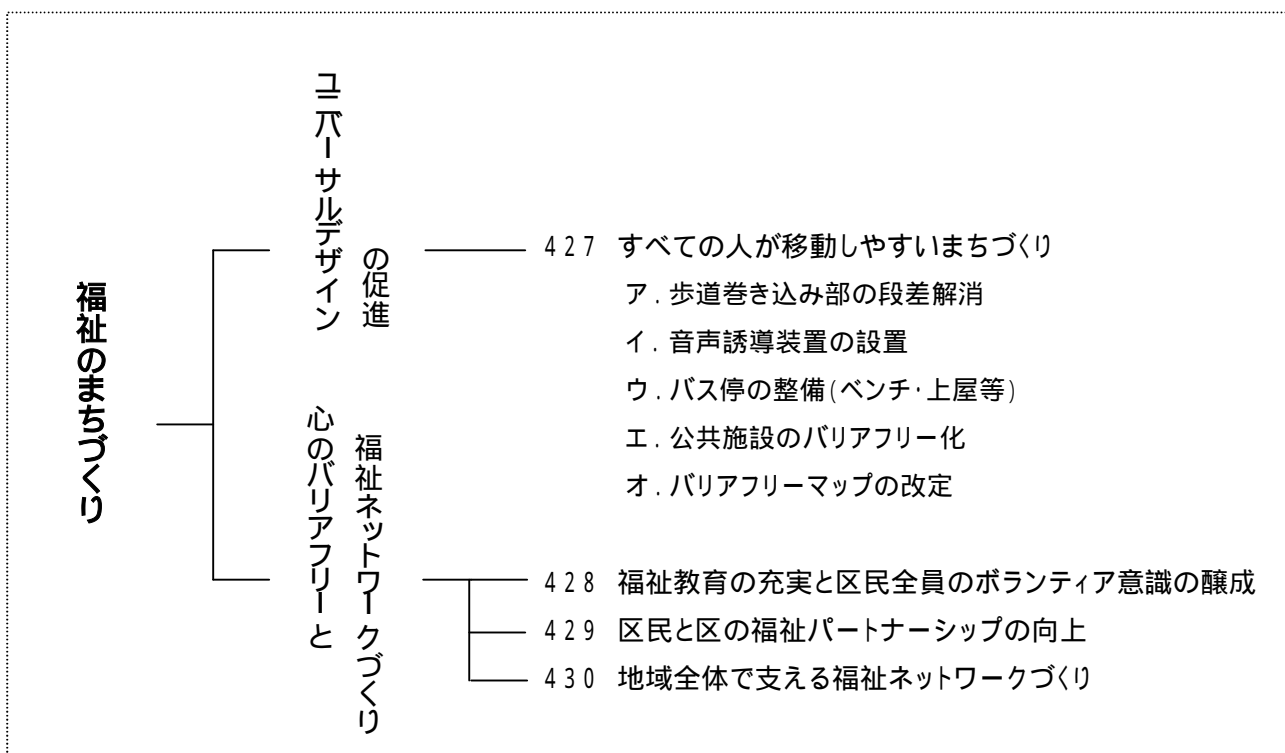 福祉のまちづくり
ユニバーサルデザイン
の促進
427 すべての人が移動しやすいまちづくり
ア．歩道巻き込み部の段差解消
イ．音声誘導装置の設置
ウ．バス停の整備(ベンチ・上屋等)
エ．公共施設のバリアフリー化
オ．バリアフリーマップの改定
心のバリアフリーと
福祉ネットワークづくり
428 福祉教育の充実と区民全員のボランティア意識の醸成
429 区民と区の福祉パートナーシップの向上
430 地域全体で支える福祉ネットワークづくり